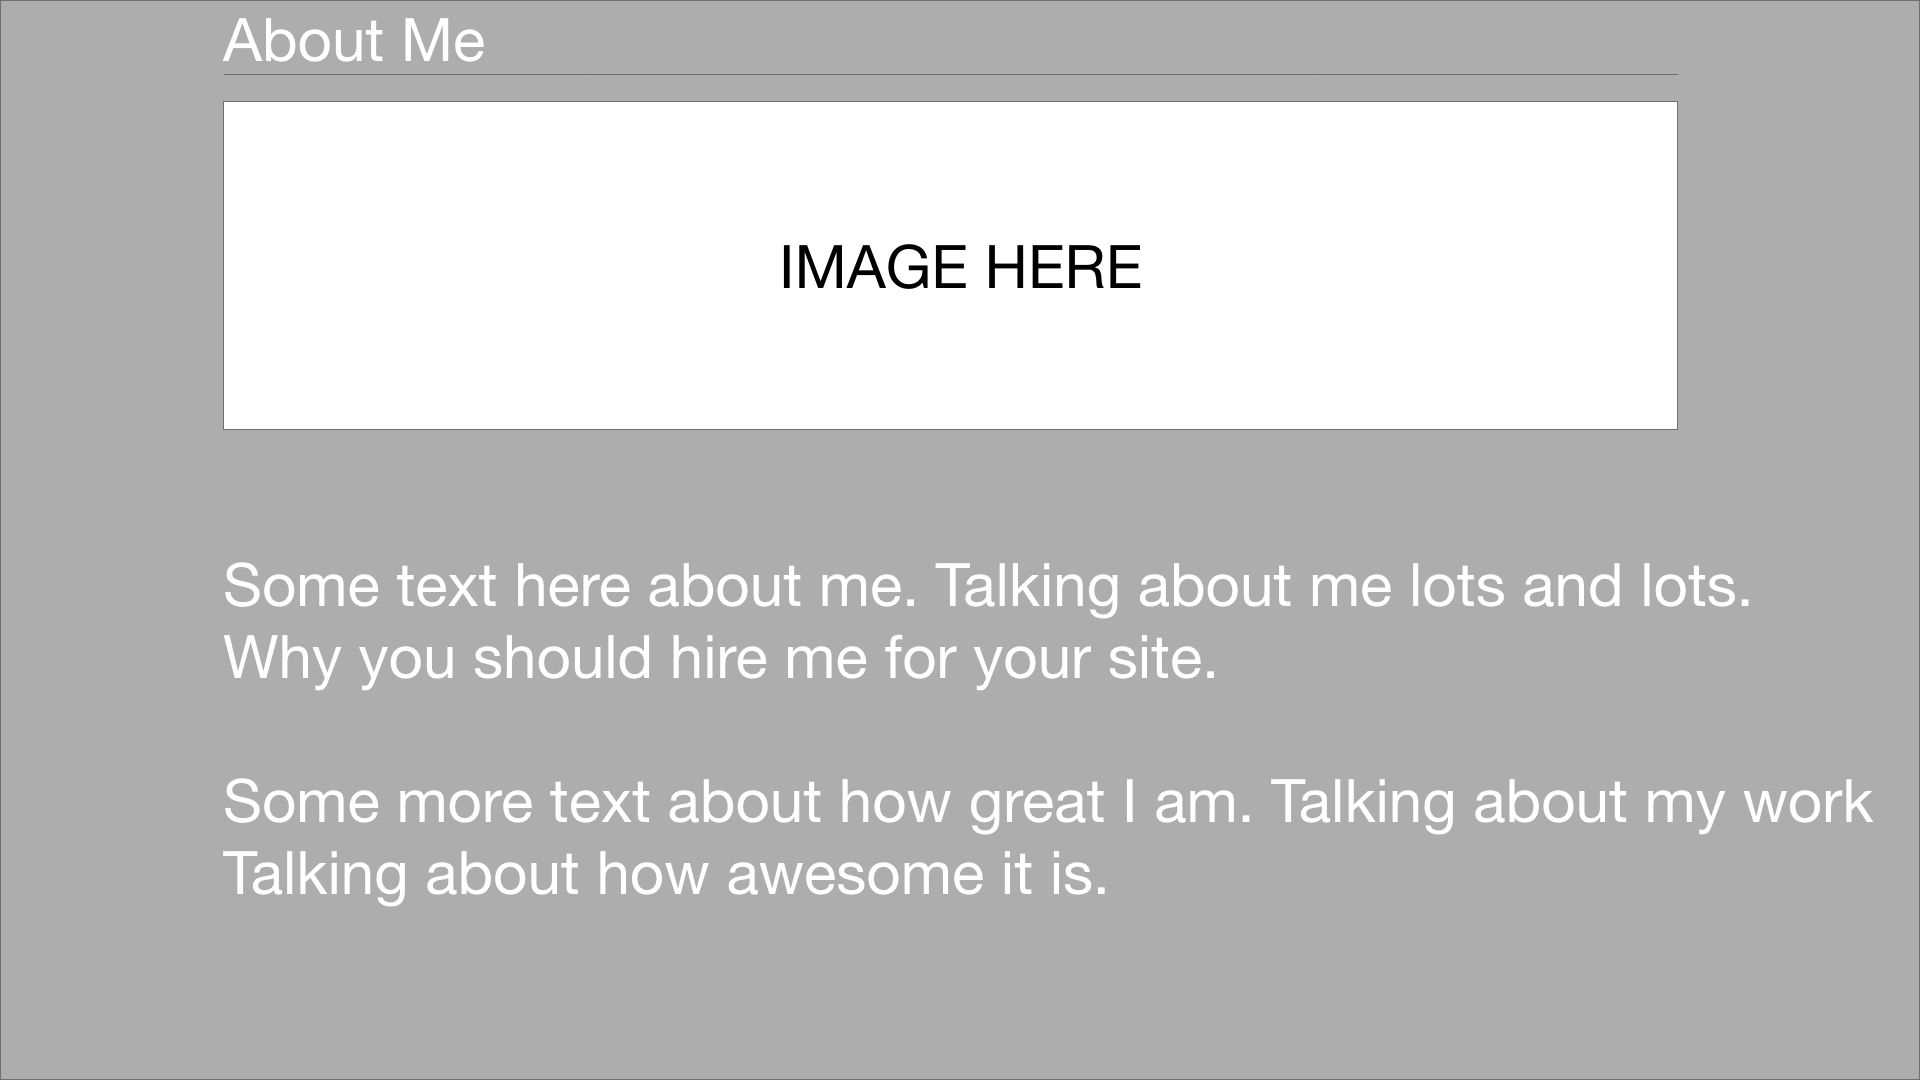 About Me
IMAGE HERE
Some text here about me. Talking about me lots and lots.
Why you should hire me for your site.
Some more text about how great I am. Talking about my work
Talking about how awesome it is.